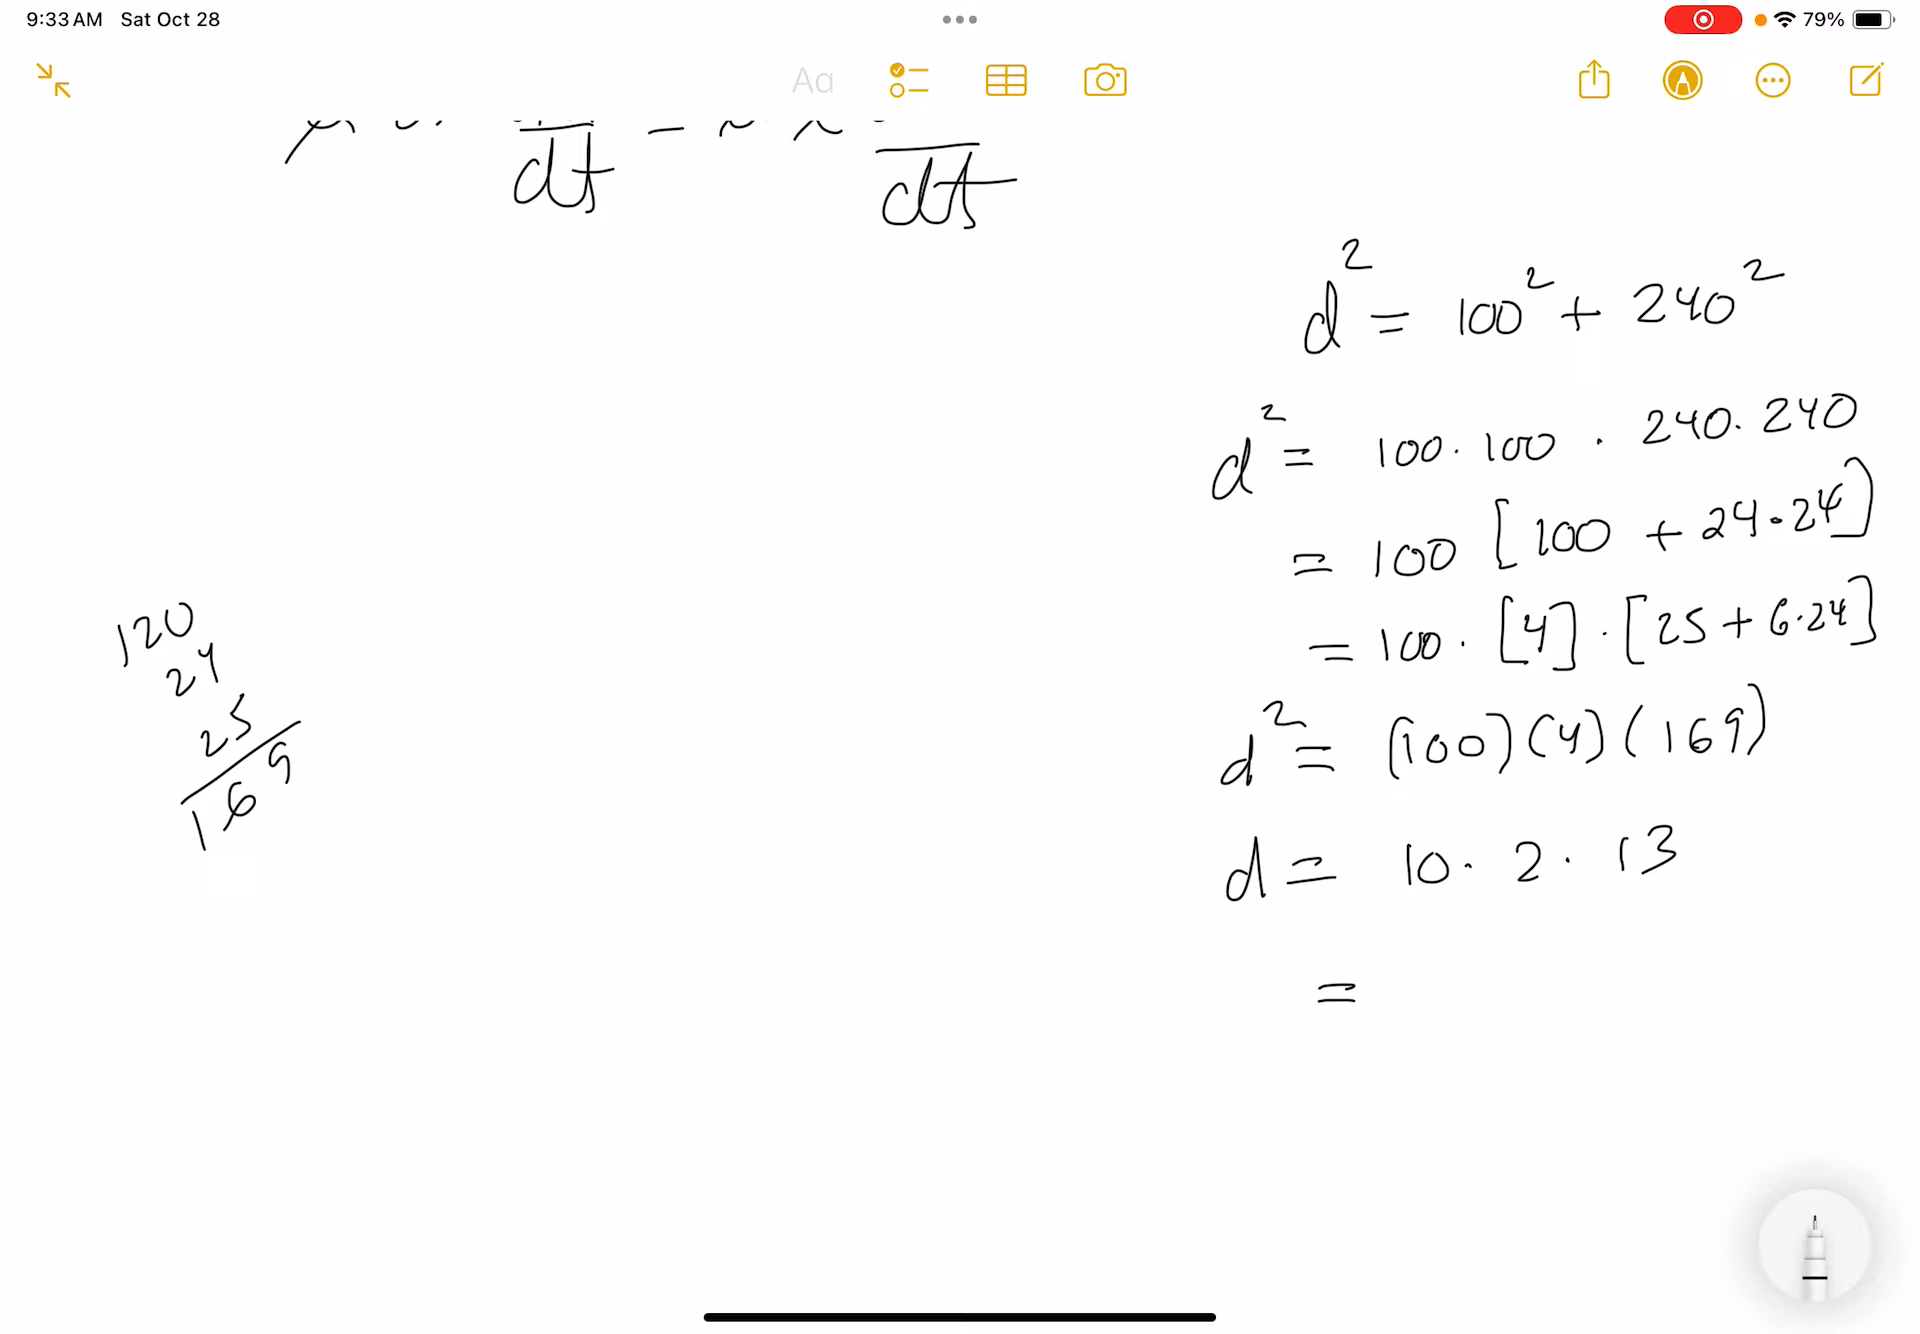 9:33 AM Sat Oct 28
79%
Aa
dt - dt
d² = 100² + 240²
d² = 100 · 100 · 240 · 240
= 100 [100 + 24 · 24]
= 100 · [4] · [25 + 6·24]
d² = (100)(4)(169)
d = 10 · 2 · 13
=
120
24
25
169